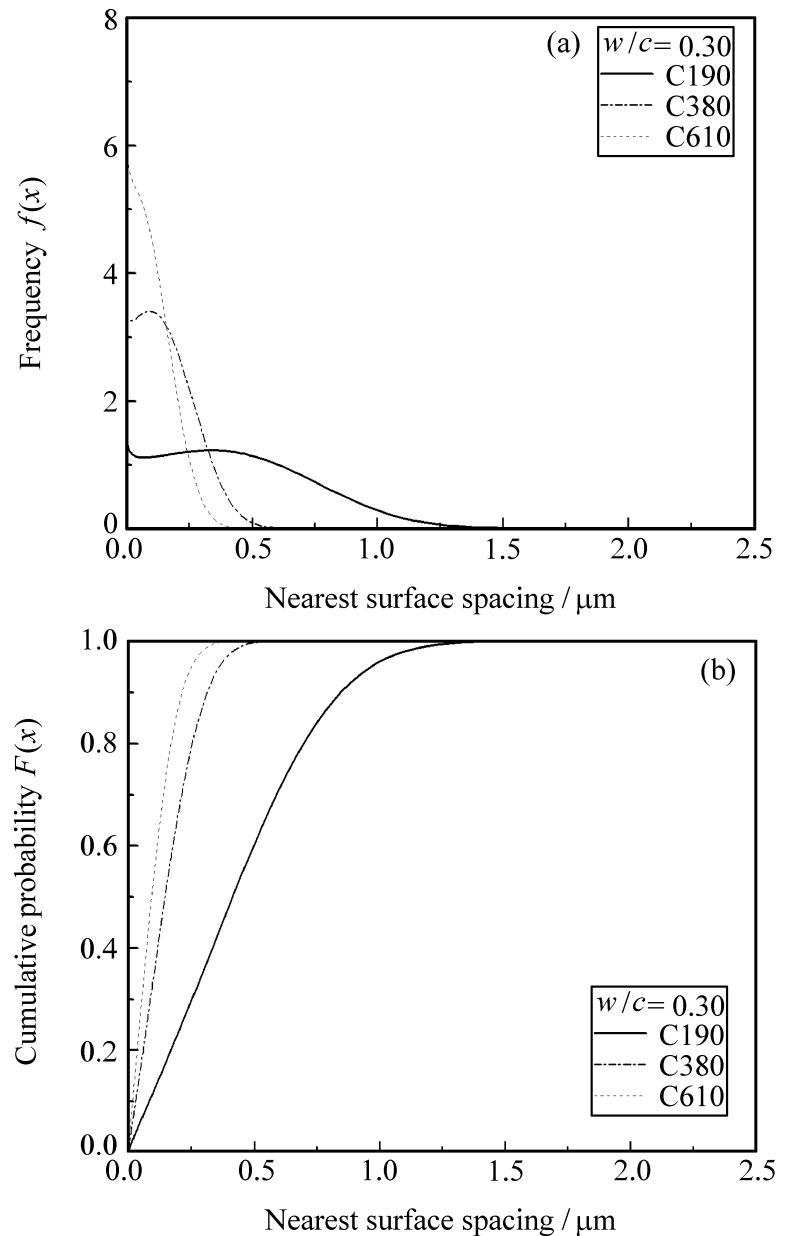 8
(a)
w/c = 0.30
C190
C380
C610
6
4
2
0
Frequency f(x)
0.0 0.5 1.0 1.5 2.0 2.5
Nearest surface spacing / μm
1.0
(b)
0.8
0.6
0.4
0.2
0.0
Cumulative probability F(x)
w/c = 0.30
C190
C380
C610
0.0 0.5 1.0 1.5 2.0 2.5
Nearest surface spacing / μm